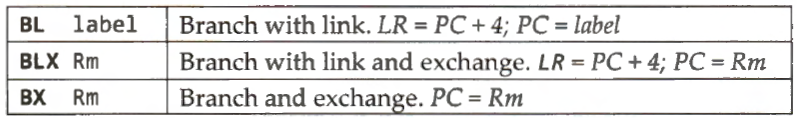 BL label Branch with link. LR = PC + 4; PC = label
BLX Rm Branch with link and exchange. LR = PC + 4; PC = Rm
BX Rm Branch and exchange. PC = Rm